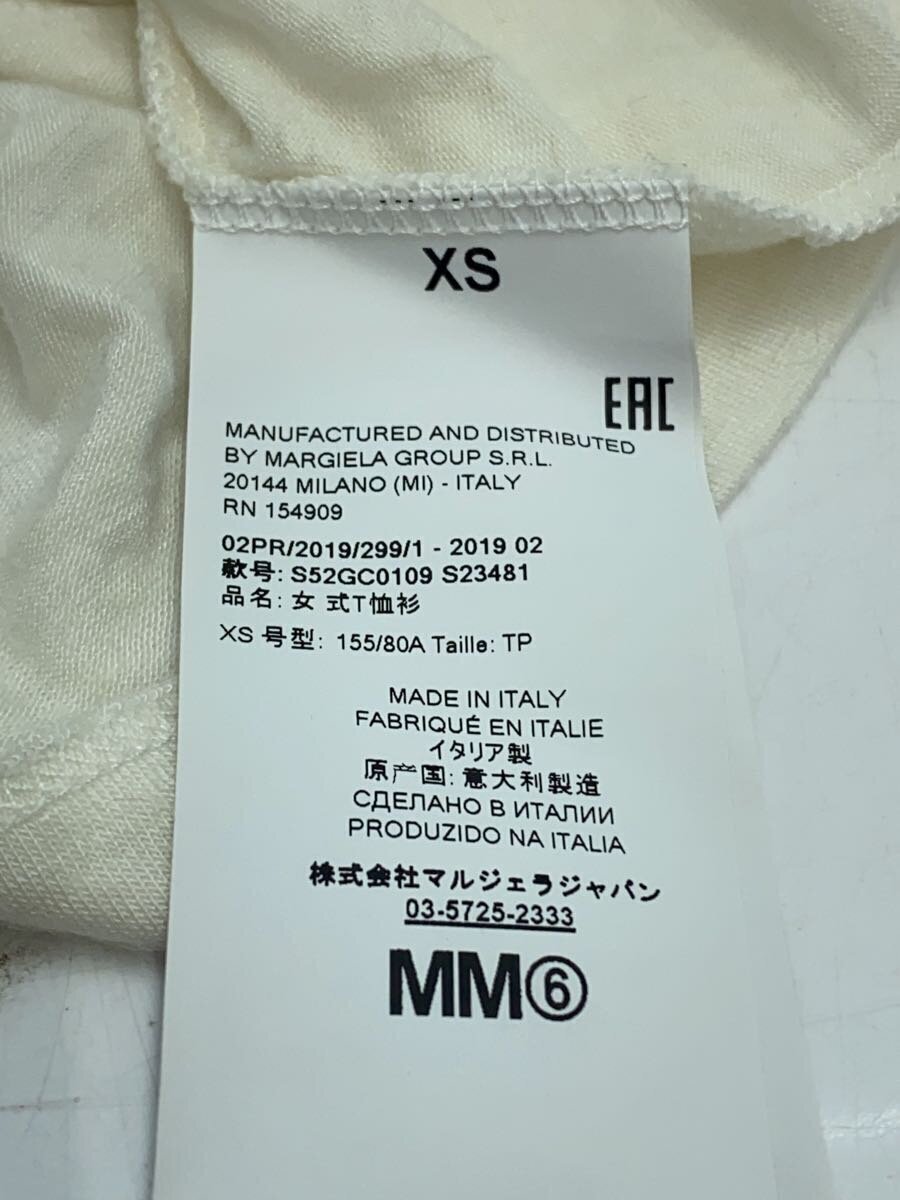 XS
EAC
MANUFACTURED AND DISTRIBUTED
BY MARGIELA GROUP S.R.L.
20144 MILANO (MI) - ITALY
RN 154909
02PR/2019/299/1 - 2019 02
款号: S52GC0109 S23481
品名: 女 式T恤衫
XS 号型: 155/80A Taille: TP
MADE IN ITALY
FABRIQUÉ EN ITALIE
イタリア製
原产国: 意大利製造
СДЕЛАНО В ИТАЛИИ
PRODUZIDO NA ITALIA
株式会社マルジェラジャパン
03-5725-2333
MM⑥